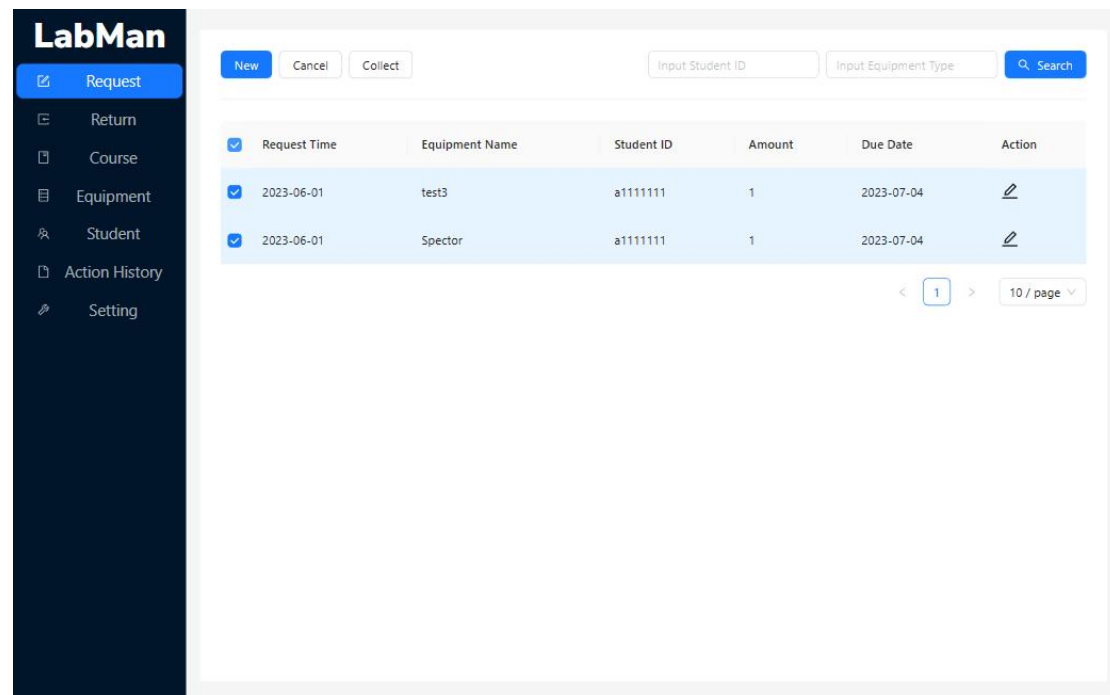 LabMan
Request
Return
Course
Equipment
Student
Action History
Setting
New Cancel Collect Input Student ID Input Equipment Type Search
Request Time Equipment Name Student ID Amount Due Date Action
2023-06-01 test3 a1111111 1 2023-07-04
2023-06-01 Spector a1111111 1 2023-07-04
< 1 > 10 / page